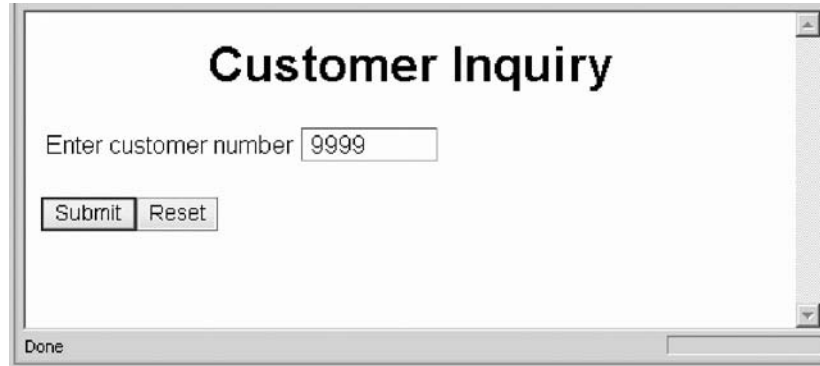 Customer Inquiry
Enter customer number 9999
Submit Reset
Done